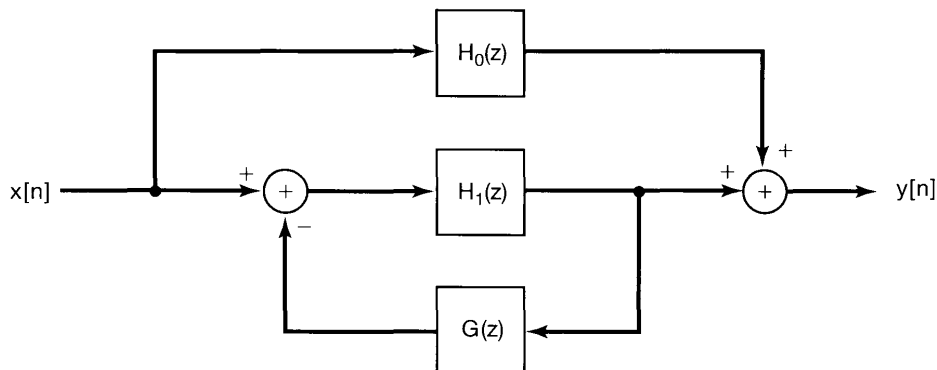 H₀(z)
+
+ + +
x[n] + H₁(z) + y[n]
−
G(z)